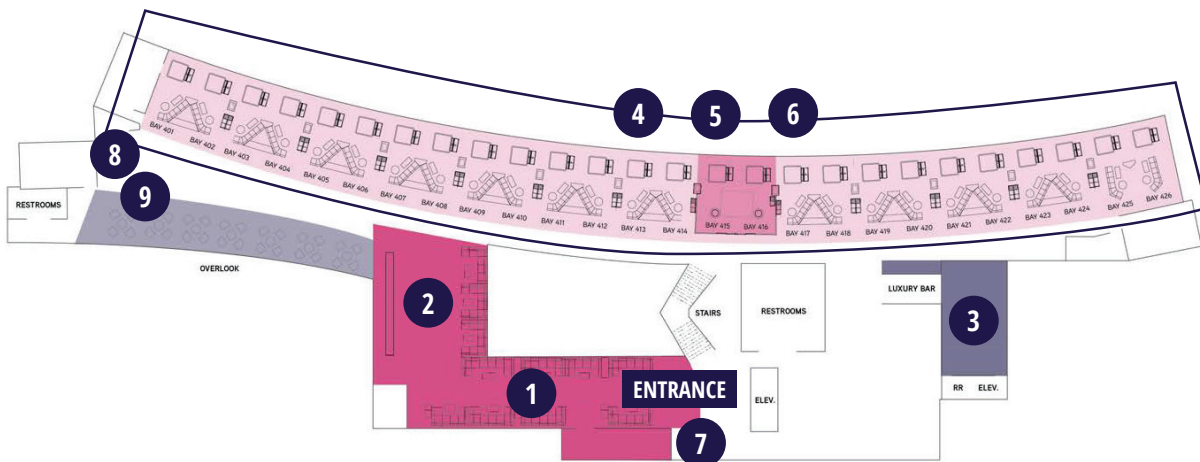 4
5
6
BAY 401
BAY 402
BAY 403
BAY 404
BAY 405
BAY 406
BAY 407
BAY 408
BAY 409
BAY 410
BAY 411
BAY 412
BAY 413
BAY 414
BAY 415
BAY 416
BAY 417
BAY 418
BAY 419
BAY 420
BAY 421
BAY 422
BAY 423
BAY 424
BAY 425
BAY 426
8
9
RESTROOMS
OVERLOOK
2
STAIRS
RESTROOMS
LUXURY BAR
3
1
ENTRANCE
ELEV.
RR ELEV.
7